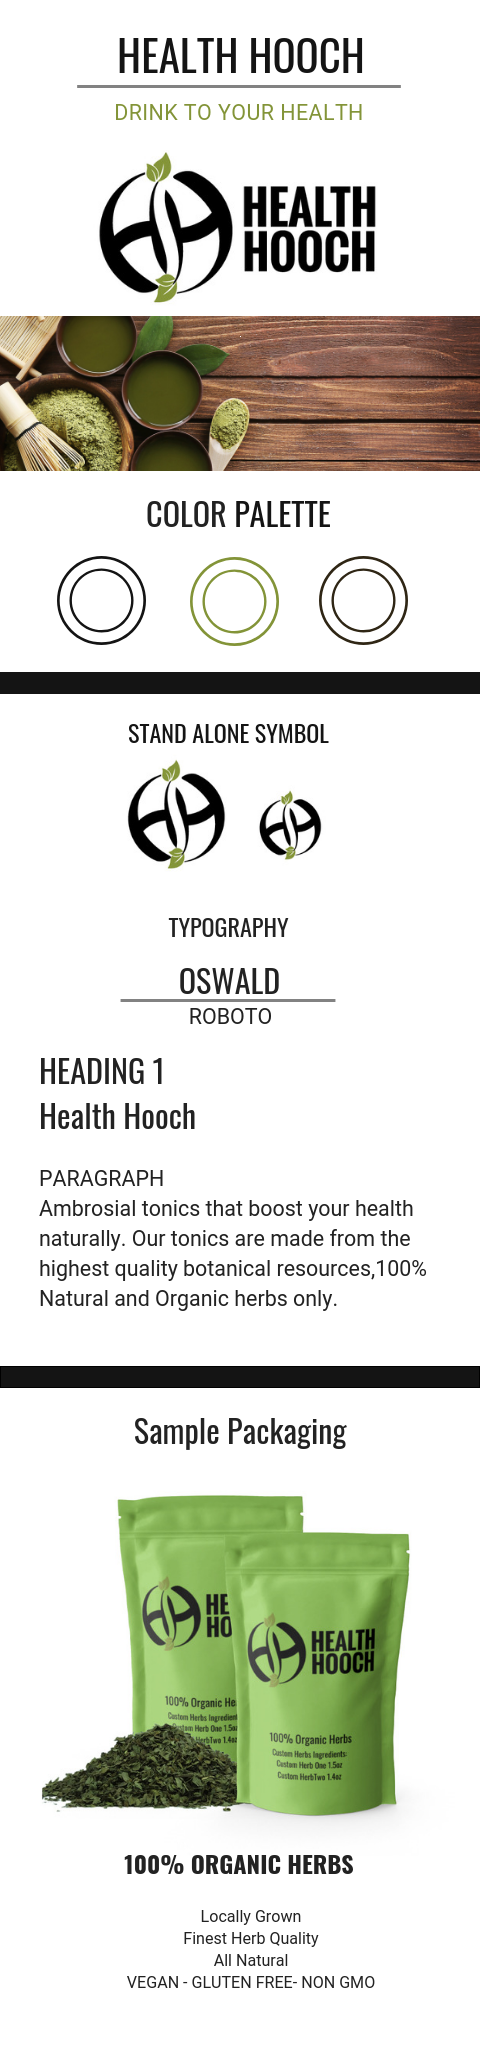 HEALTH HOOCH
DRINK TO YOUR HEALTH
HEALTH
HOOCH
COLOR PALETTE
STAND ALONE SYMBOL
TYPOGRAPHY
OSWALD
ROBOTO
HEADING 1
Health Hooch
PARAGRAPH
Ambrosial tonics that boost your health
naturally. Our tonics are made from the
highest quality botanical resources,100%
Natural and Organic herbs only.
Sample Packaging
HE
HO
100% Organic He
Custom Herbs Ingredient
Custom Herb One 1.5oz
HerbTwo 1.4oz
HEALTH
HOOCH
100% Organic Herbs
Custom Herbs Ingredients:
Custom Herb One 1.5oz
Custom HerbTwo 1.4oz
100% ORGANIC HERBS
Locally Grown
Finest Herb Quality
All Natural
VEGAN - GLUTEN FREE- NON GMO